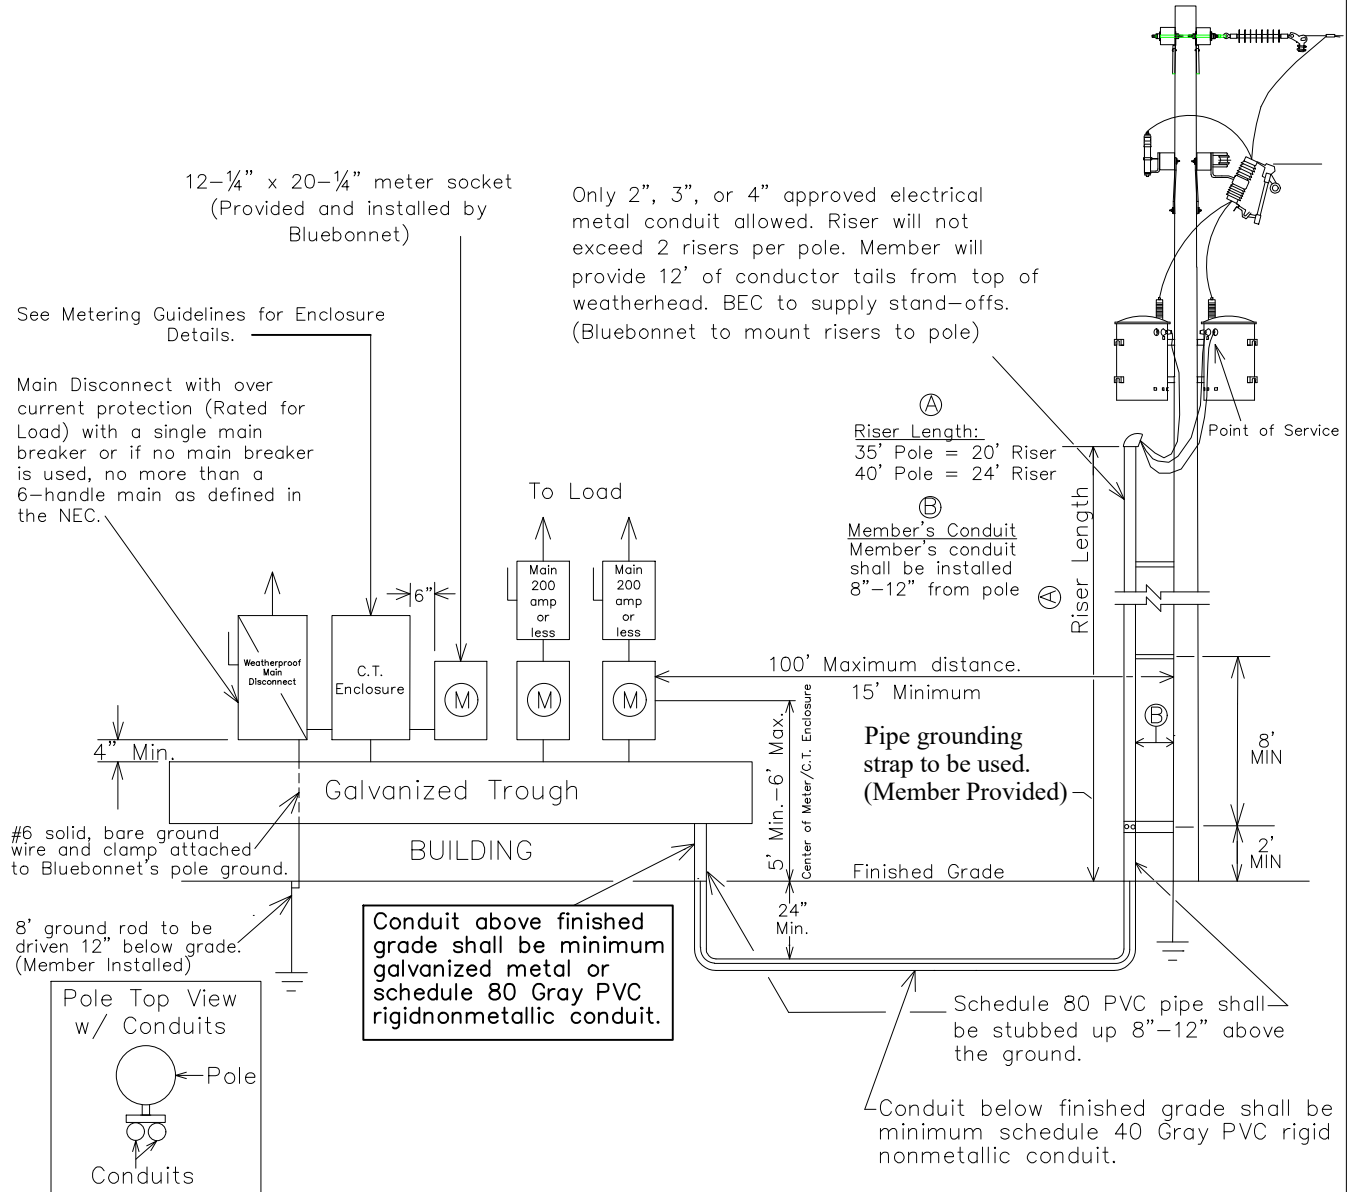 12-¼" x 20-¼" meter socket
(Provided and installed by
Bluebonnet)
Only 2", 3", or 4" approved electrical
metal conduit allowed. Riser will not
exceed 2 risers per pole. Member will
provide 12' of conductor tails from top of
weatherhead. BEC to supply stand-offs.
(Bluebonnet to mount risers to pole)
See Metering Guidelines for Enclosure
Details.
Main Disconnect with over
current protection (Rated for
Load) with a single main
breaker or if no main breaker
is used, no more than a
6-handle main as defined in
the NEC.
A
Riser Length:
35' Pole = 20' Riser
40' Pole = 24' Riser
B
Member's Conduit
Member's conduit
shall be installed
8"-12" from pole
Point of Service
To Load
Main
200
amp
or
less
Main
200
amp
or
less
6"
A
Riser Length
Weatherproof
Main
Disconnect
C.T.
Enclosure
M
M
M
100' Maximum distance.
15' Minimum
B
8'
MIN
2'
MIN
4" Min.
Galvanized Trough
5' Min.-6' Max.
Center of Meter/C.T. Enclosure
Pipe grounding
strap to be used.
(Member Provided)
#6 solid, bare ground
wire and clamp attached
to Bluebonnet's pole ground.
BUILDING
Finished Grade
24"
Min.
8' ground rod to be
driven 12" below grade.
(Member Installed)
Conduit above finished
grade shall be minimum
galvanized metal or
schedule 80 Gray PVC
rigidnonmetallic conduit.
Pole Top View
w/ Conduits
Pole
Conduits
Schedule 80 PVC pipe shall
be stubbed up 8"-12" above
the ground.
Conduit below finished grade shall be
minimum schedule 40 Gray PVC rigid
nonmetallic conduit.